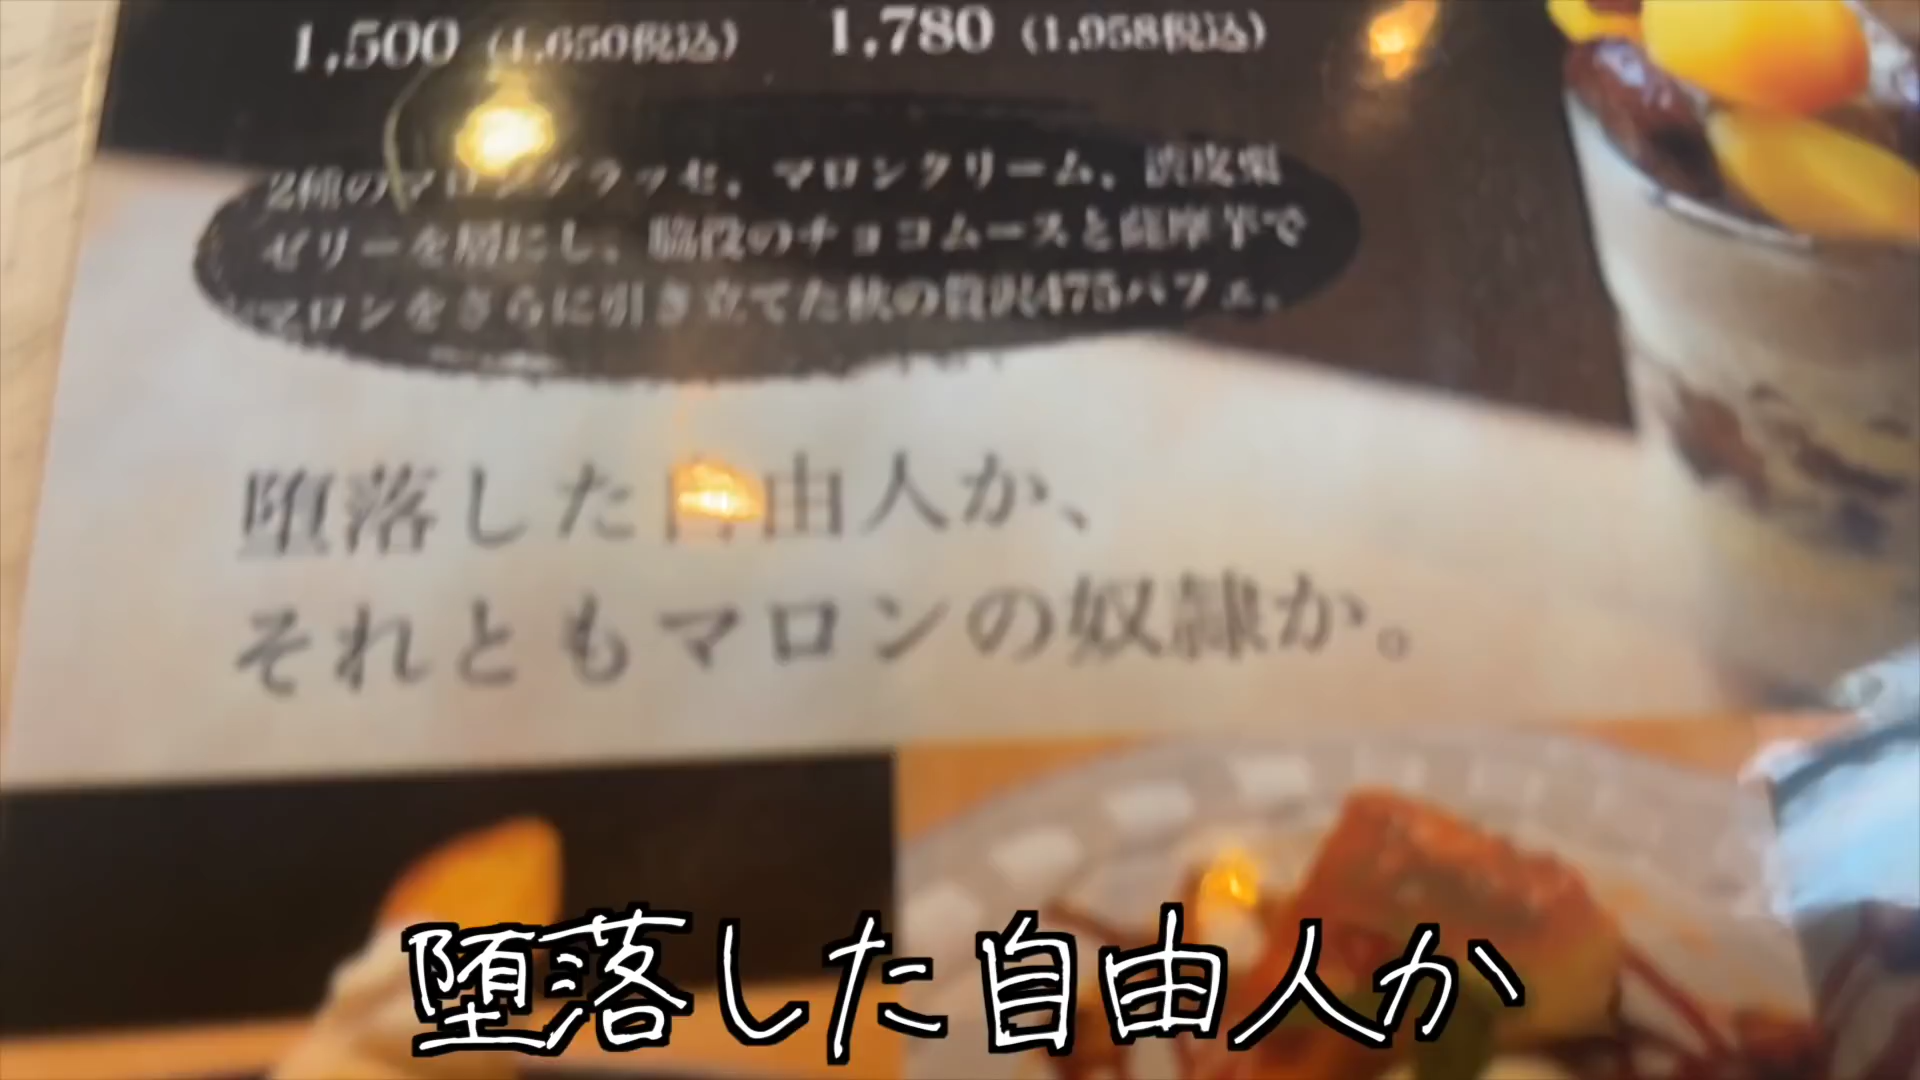 1,500 (1,650税込) 1,780 (1,958税込)
2種のマロングラッセ、マロンクリーム、渋皮栗
ゼリーを層にし、脇役のチョコムースと薩摩芋で
マロンをさらに引き立てた秋の贅沢475パフェ。
堕落した自由人か、
それともマロンの奴隷か。
堕落した自由人か